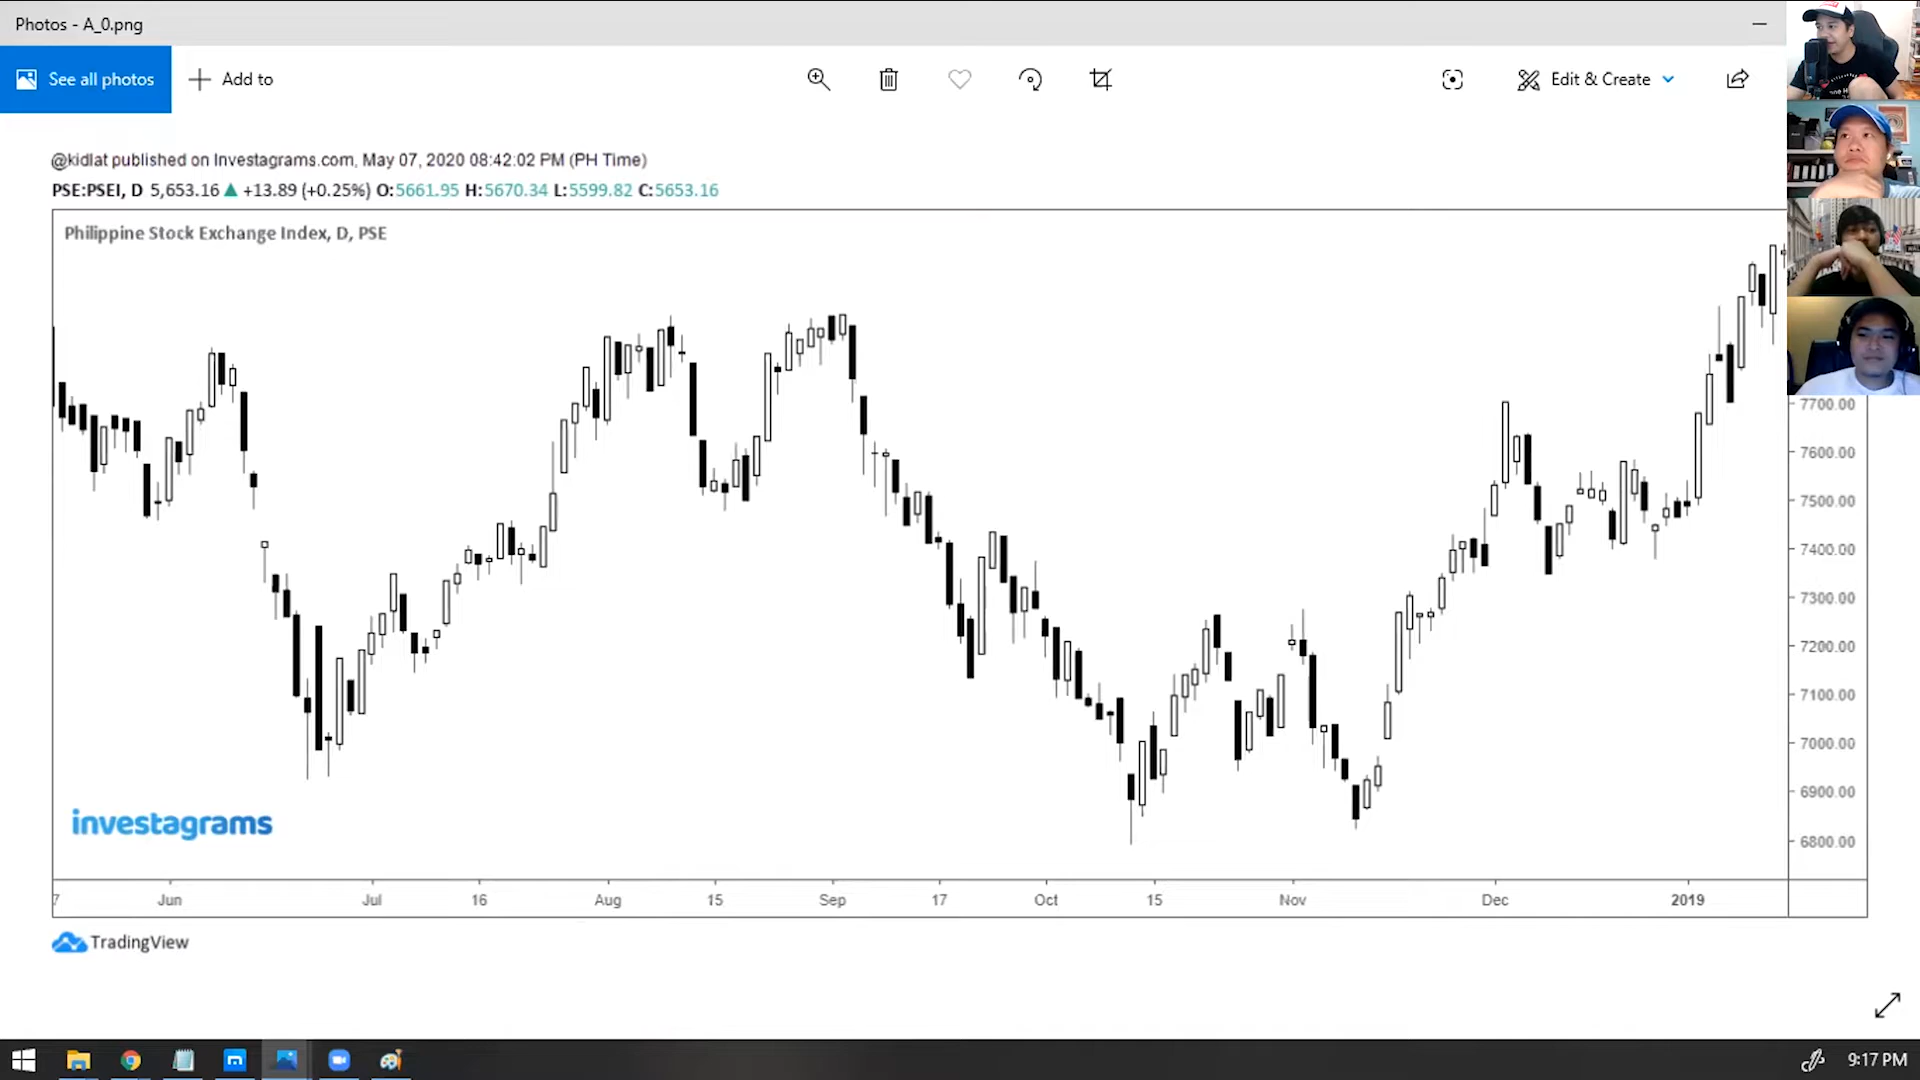 Photos - A_0.png
See all photos
Add to
Edit & Create
@kidlat published on Investagrams.com, May 07, 2020 08:42:02 PM (PH Time)
PSE:PSEI, D 5,653.16 ▲ +13.89 (+0.25%) O:5661.95 H:5670.34 L:5599.82 C:5653.16
Philippine Stock Exchange Index, D, PSE
7700.00
7600.00
7500.00
7400.00
7300.00
7200.00
7100.00
7000.00
6900.00
6800.00
investagrams
7 Jun Jul 16 Aug 15 Sep 17 Oct 15 Nov Dec 2019
TradingView
9:17 PM